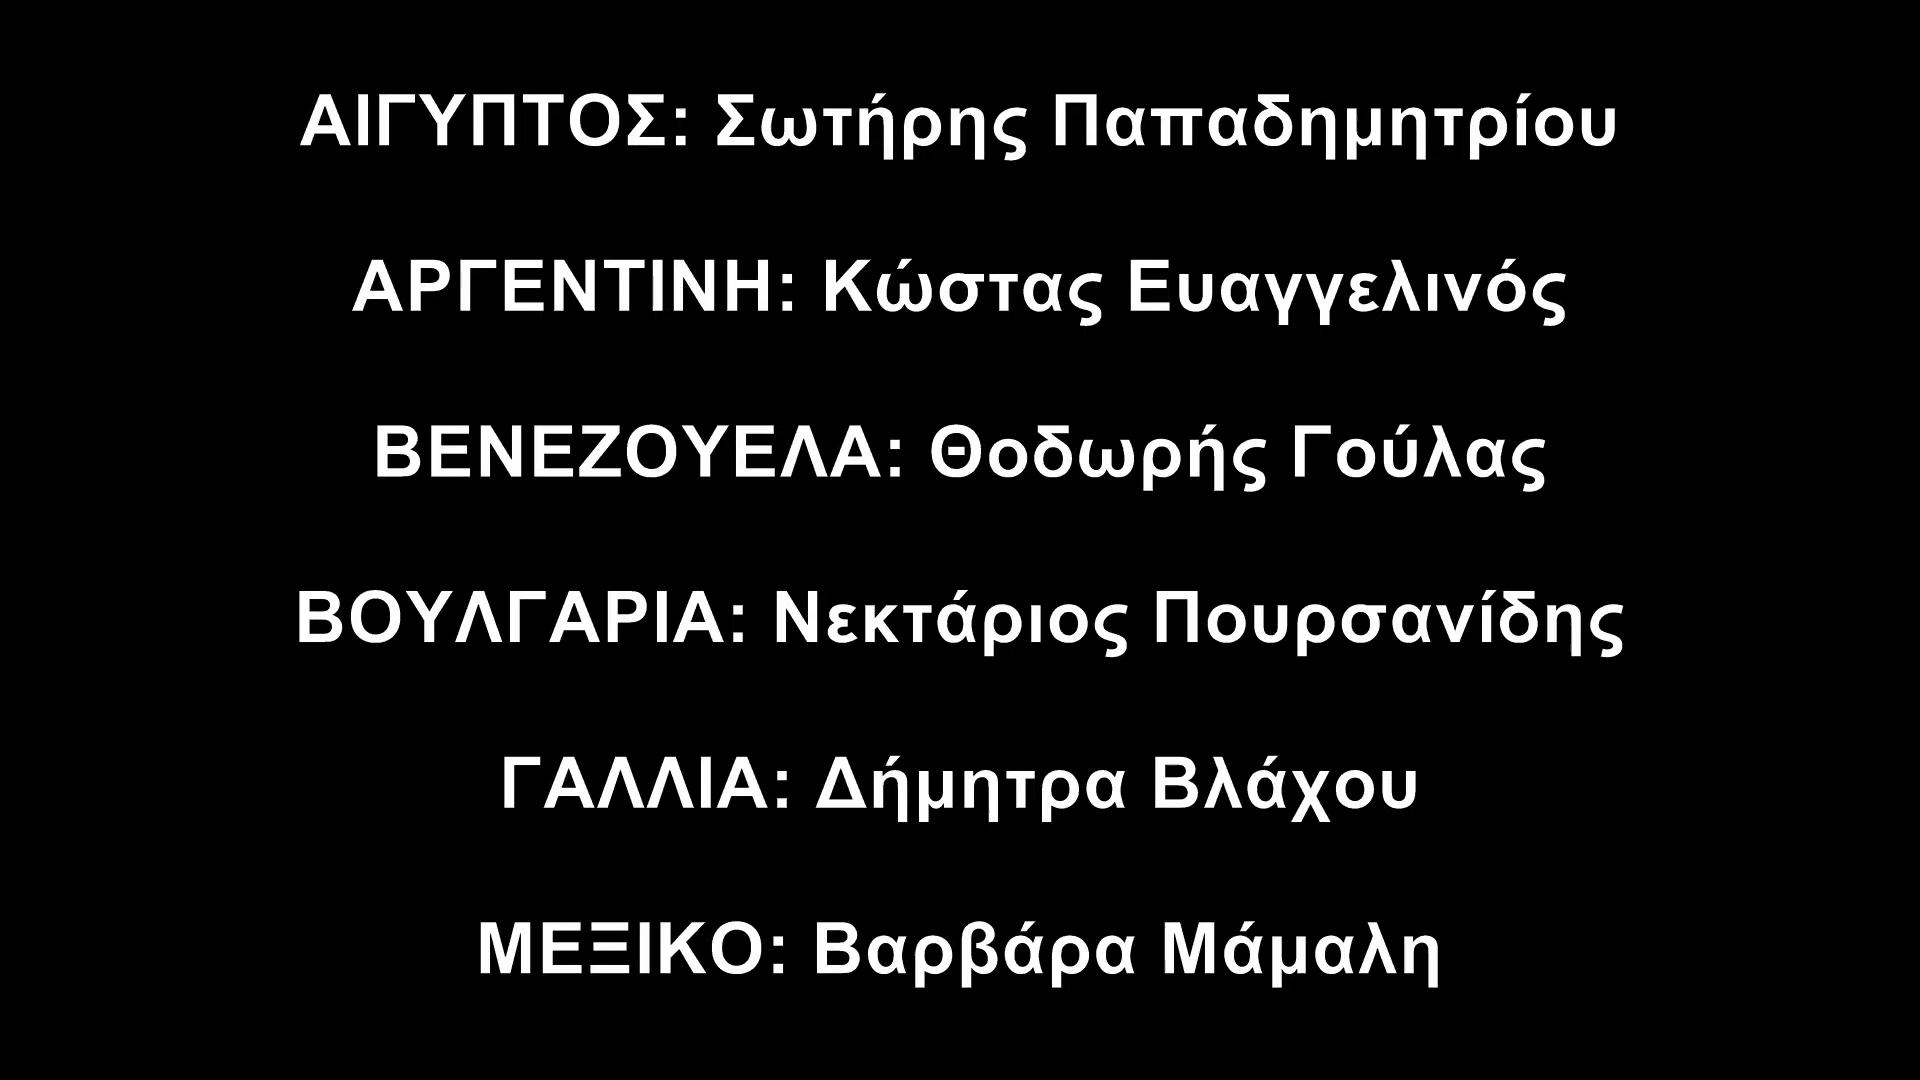 ΑΙΓΥΠΤΟΣ: Σωτήρης Παπαδημητρίου
ΑΡΓΕΝΤΙΝΗ: Κώστας Ευαγγελινός
ΒΕΝΕΖΟΥΕΛΑ: Θοδωρής Γούλας
ΒΟΥΛΓΑΡΙΑ: Νεκτάριος Πουρσανίδης
ΓΑΛΛΙΑ: Δήμητρα Βλάχου
ΜΕΞΙΚΟ: Βαρβάρα Μάμαλη